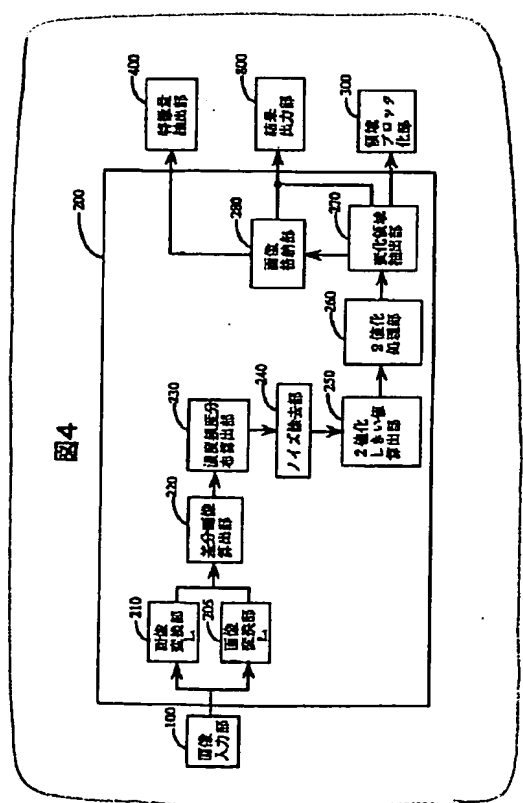 図4
200
100
画像
入力部
210
画像
変換部
205
画像
変換部
220
差分画像
算出部
230
濃度頻度分
布算出部
240
ノイズ除去部
250
2値化
しきい値
算出部
260
2値化
処理部
270
変化領域
抽出部
280
画像
格納部
400
特徴量
抽出部
800
結果
出力部
300
領域
ブロック
化部